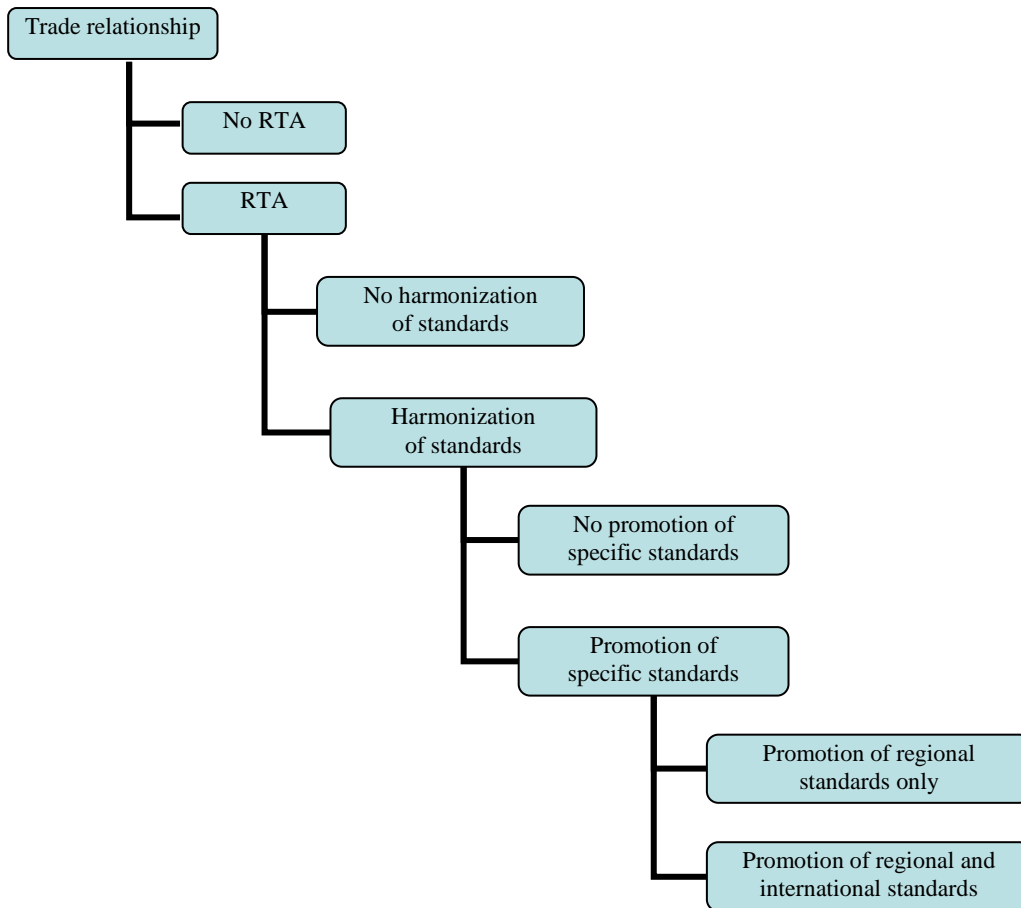 Trade relationship
No RTA
RTA
No harmonization
of standards
Harmonization
of standards
No promotion of
specific standards
Promotion of
specific standards
Promotion of regional
standards only
Promotion of regional and
international standards